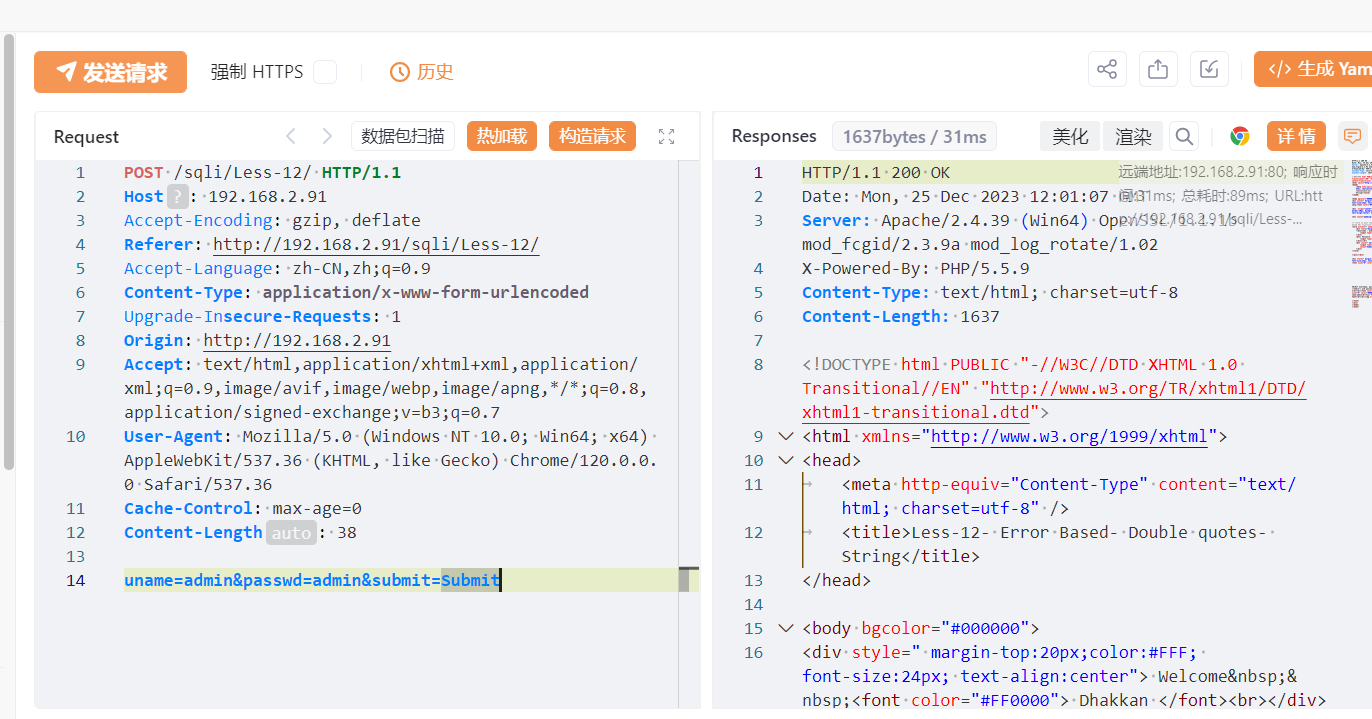 发送请求 强制 HTTPS 历史 </> 生成 Yam
Request 数据包扫描 热加载 构造请求
1 POST /sqli/Less-12/ HTTP/1.1
2 Host ? : 192.168.2.91
3 Accept-Encoding: gzip, deflate
4 Referer: http://192.168.2.91/sqli/Less-12/
5 Accept-Language: zh-CN,zh;q=0.9
6 Content-Type: application/x-www-form-urlencoded
7 Upgrade-Insecure-Requests: 1
8 Origin: http://192.168.2.91
9 Accept: text/html,application/xhtml+xml,application/
xml;q=0.9,image/avif,image/webp,image/apng,*/*;q=0.8,
application/signed-exchange;v=b3;q=0.7
10 User-Agent: Mozilla/5.0 (Windows NT 10.0; Win64; x64)
AppleWebKit/537.36 (KHTML, like Gecko) Chrome/120.0.0.
0 Safari/537.36
11 Cache-Control: max-age=0
12 Content-Length auto : 38
13
14 uname=admin&passwd=admin&submit=Submit
Responses 1637bytes / 31ms 美化 渲染 详情
1 HTTP/1.1 200 OK
远端地址:192.168.2.91:80; 响应时
间:31ms; 总耗时:89ms; URL:htt
p://192.168.2.91/sqli/Less-...
2 Date: Mon, 25 Dec 2023 12:01:07
3 Server: Apache/2.4.39 (Win64)
mod_fcgid/2.3.9a mod_log_rotate/1.02
4 X-Powered-By: PHP/5.5.9
5 Content-Type: text/html; charset=utf-8
6 Content-Length: 1637
7
8 <!DOCTYPE html PUBLIC "-//W3C//DTD XHTML 1.0
Transitional//EN" "http://www.w3.org/TR/xhtml1/DTD/
xhtml1-transitional.dtd">
9 <html xmlns="http://www.w3.org/1999/xhtml">
10 <head>
11 <meta http-equiv="Content-Type" content="text/
html; charset=utf-8" />
12 <title>Less-12- Error Based- Double quotes-
String</title>
13 </head>
14
15 <body bgcolor="#000000">
16 <div style=" margin-top:20px;color:#FFF;
font-size:24px; text-align:center"> Welcome&nbsp;&
nbsp;<font color="#FF0000"> Dhakkan </font><br></div>